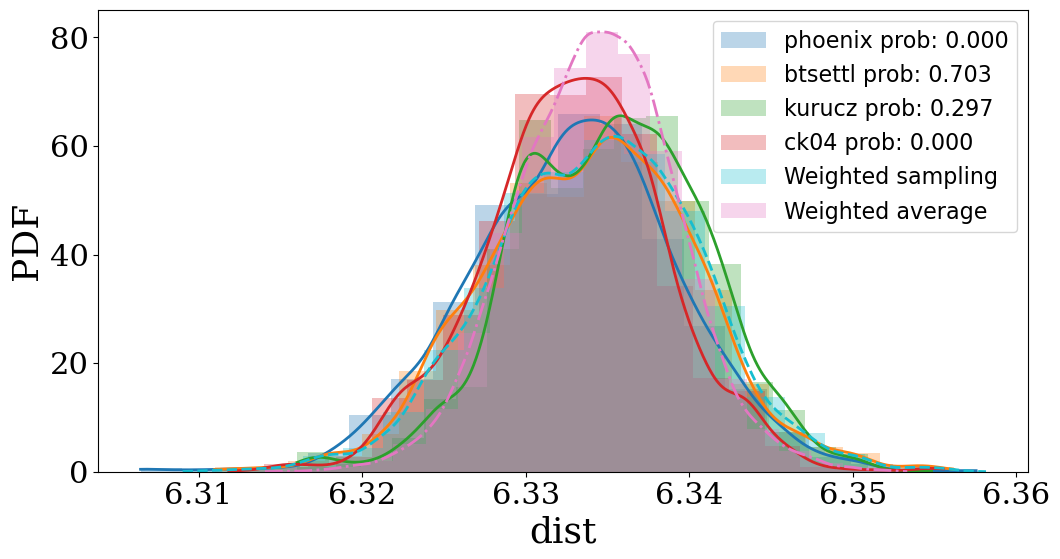 80
60
40
20
0
PDF
phoenix prob: 0.000
btsettl prob: 0.703
kurucz prob: 0.297
ck04 prob: 0.000
Weighted sampling
Weighted average
6.31 6.32 6.33 6.34 6.35 6.36
dist